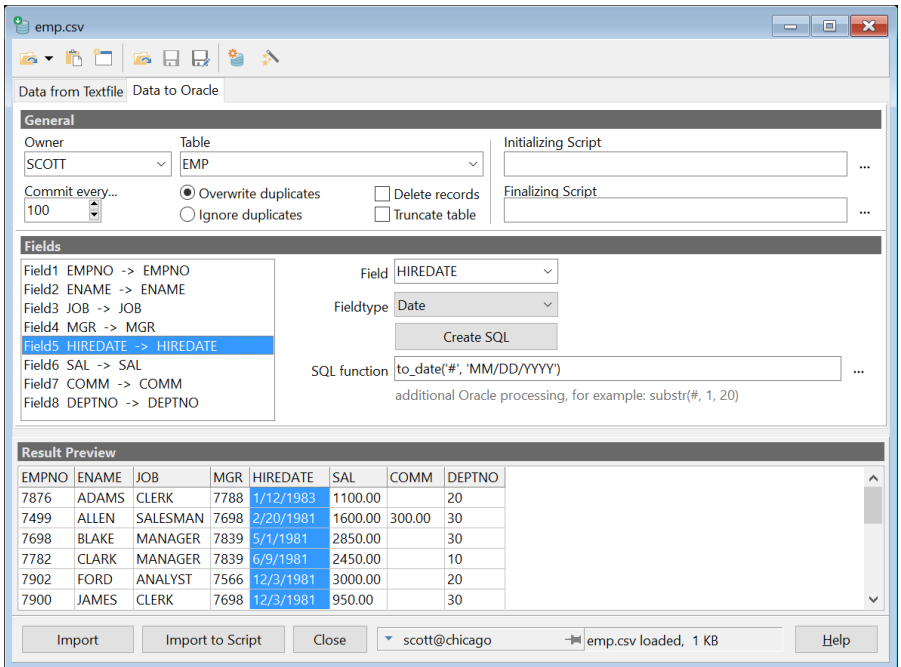 emp.csv
Data from Textfile Data to Oracle
General
Owner Table Initializing Script
SCOTT EMP ...
Commit every... Overwrite duplicates Delete records Finalizing Script
100 Ignore duplicates Truncate table ...
Fields
Field1 EMPNO -> EMPNO
Field2 ENAME -> ENAME
Field3 JOB -> JOB
Field4 MGR -> MGR
Field5 HIREDATE -> HIREDATE
Field6 SAL -> SAL
Field7 COMM -> COMM
Field8 DEPTNO -> DEPTNO
Field HIREDATE
Fieldtype Date
Create SQL
SQL function to_date('#', 'MM/DD/YYYY') ...
additional Oracle processing, for example: substr(#, 1, 20)
Result Preview
EMPNO ENAME JOB MGR HIREDATE SAL COMM DEPTNO
7876 ADAMS CLERK 7788 1/12/1983 1100.00 20
7499 ALLEN SALESMAN 7698 2/20/1981 1600.00 300.00 30
7698 BLAKE MANAGER 7839 5/1/1981 2850.00 30
7782 CLARK MANAGER 7839 6/9/1981 2450.00 10
7902 FORD ANALYST 7566 12/3/1981 3000.00 20
7900 JAMES CLERK 7698 12/3/1981 950.00 30
Import Import to Script Close scott@chicago emp.csv loaded, 1 KB Help